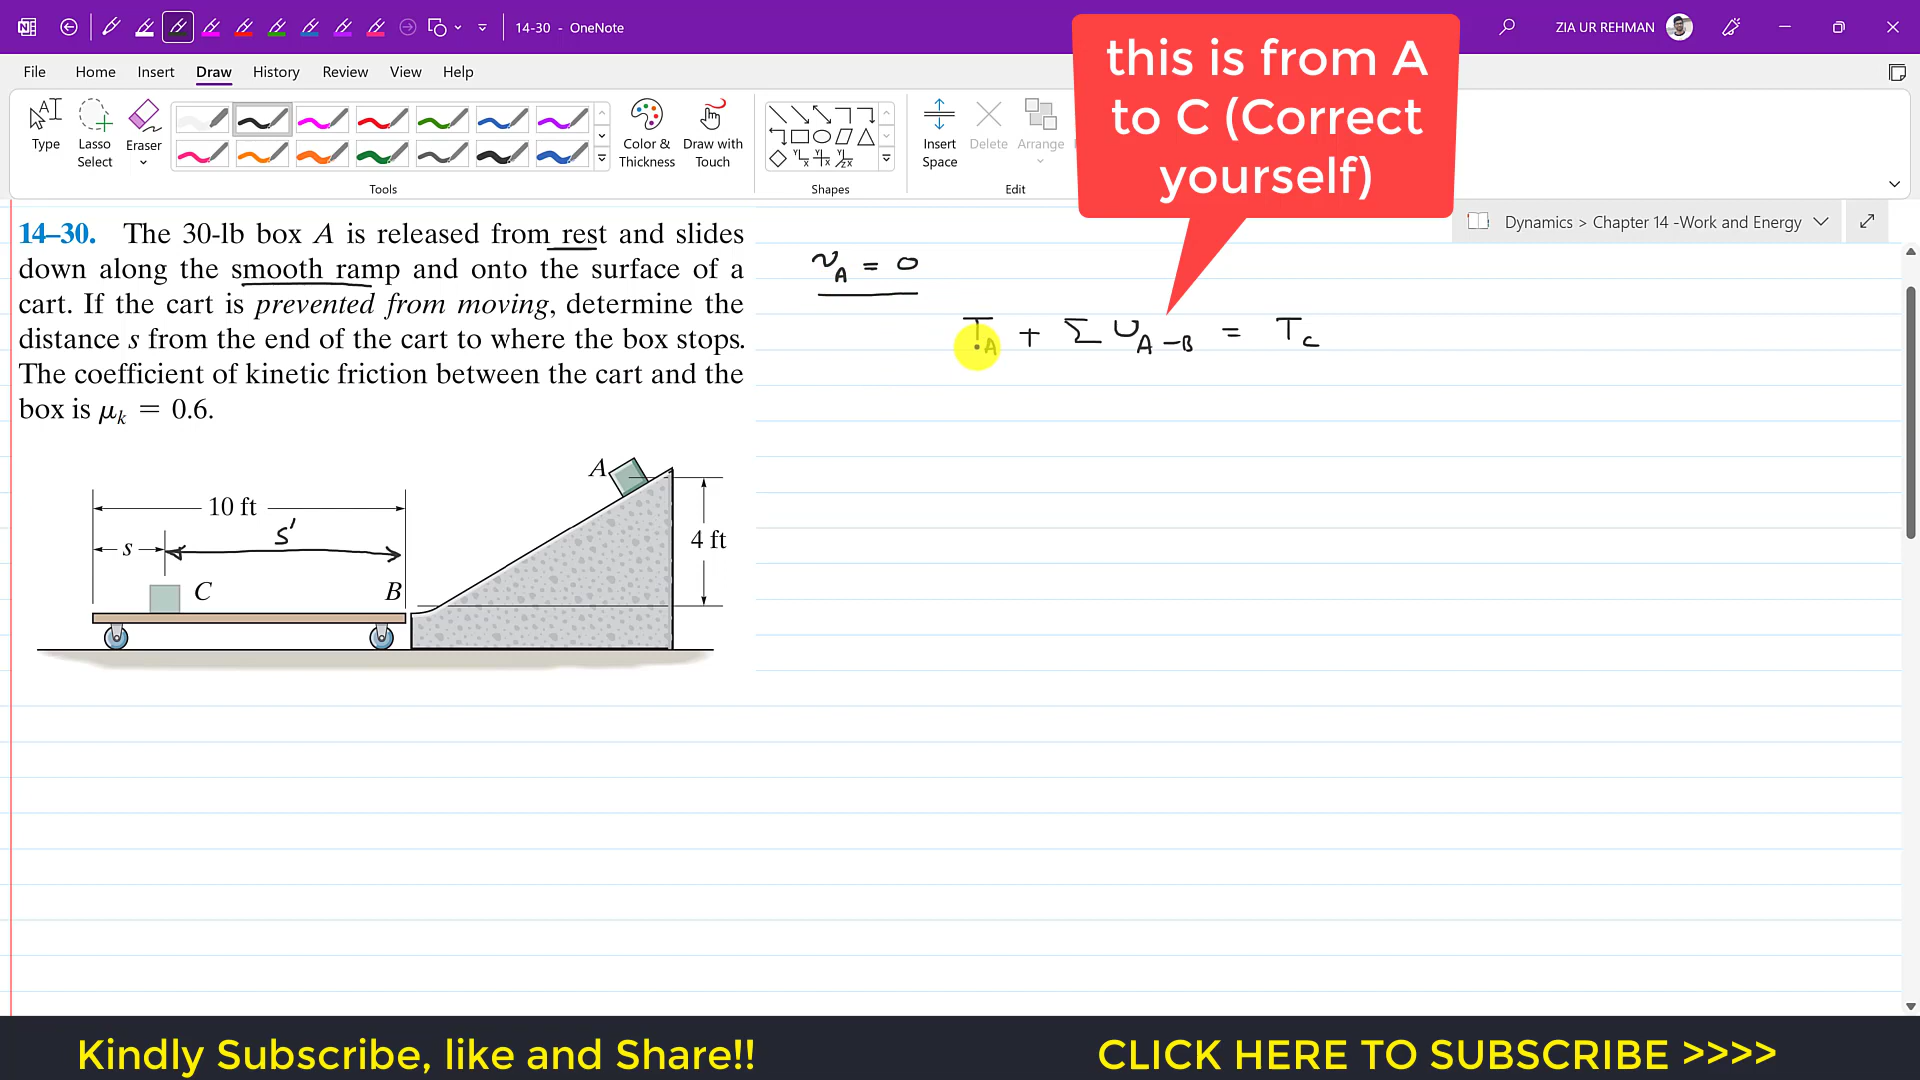 14-30 - OneNote
ZIA UR REHMAN
File Home Insert Draw History Review View Help
Type
Lasso Select
Eraser
Color & Thickness
Draw with Touch
Insert Space
Delete
Arrange
Tools
Shapes
Edit
this is from A
to C (Correct
yourself)
Dynamics > Chapter 14 -Work and Energy
14–30. The 30-lb box A is released from rest and slides
down along the smooth ramp and onto the surface of a
cart. If the cart is prevented from moving, determine the
distance s from the end of the cart to where the box stops.
The coefficient of kinetic friction between the cart and the
box is μk = 0.6.
v_A = 0
T_A + Σ U_A-B = T_C
A
10 ft
s'
s
4 ft
C
B
Kindly Subscribe, like and Share!!
CLICK HERE TO SUBSCRIBE >>>>